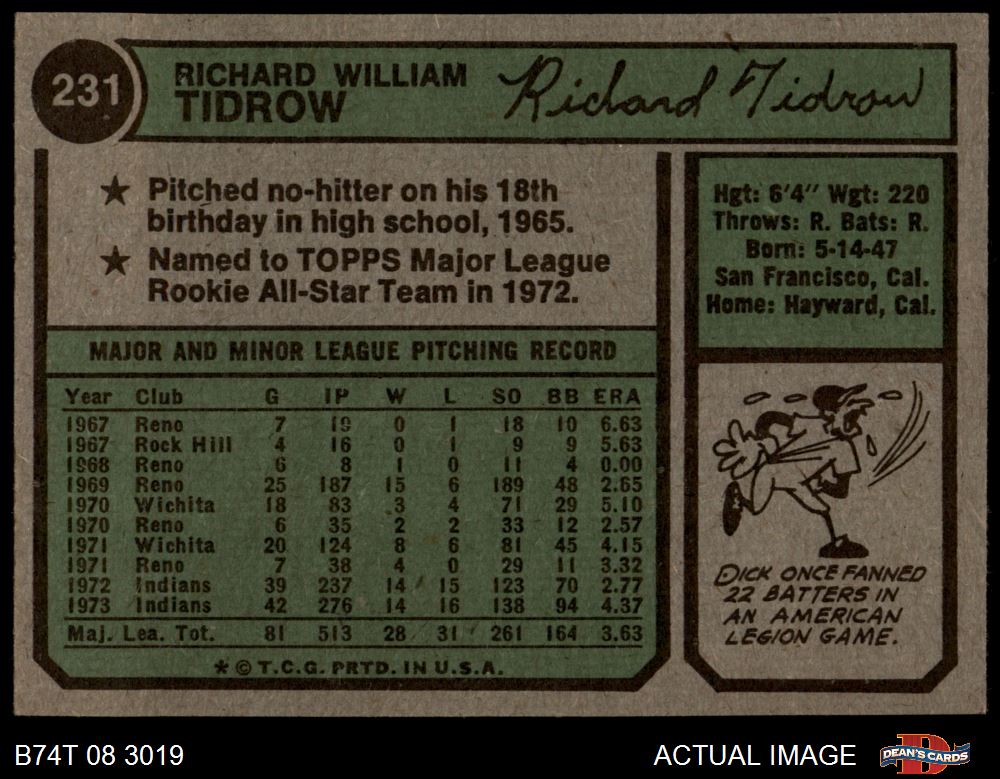 231
RICHARD WILLIAM
TIDROW
Richard Tidrow
★ Pitched no-hitter on his 18th
birthday in high school, 1965.
★ Named to TOPPS Major League
Rookie All-Star Team in 1972.
Hgt: 6'4" Wgt: 220
Throws: R. Bats: R.
Born: 5-14-47
San Francisco, Cal.
Home: Hayward, Cal.
MAJOR AND MINOR LEAGUE PITCHING RECORD
Year Club G IP W L SO BB ERA
1967 Reno 7 19 0 1 18 10 6.63
1967 Rock Hill 4 16 0 1 9 9 5.63
1968 Reno 6 8 1 0 11 4 0.00
1969 Reno 25 187 15 6 189 48 2.65
1970 Wichita 18 83 3 4 71 29 5.10
1970 Reno 6 35 2 2 33 12 2.57
1971 Wichita 20 124 8 6 81 45 4.15
1971 Reno 7 38 4 0 29 11 3.32
1972 Indians 39 237 14 15 123 70 2.77
1973 Indians 42 276 14 16 138 94 4.37
Maj. Lea. Tot. 81 513 28 31 261 164 3.63
* © T.C.G. PRTD. IN U.S.A.
DICK ONCE FANNED
22 BATTERS IN
AN AMERICAN
LEGION GAME.
B74T 08 3019
ACTUAL IMAGE
DEAN'S CARDS